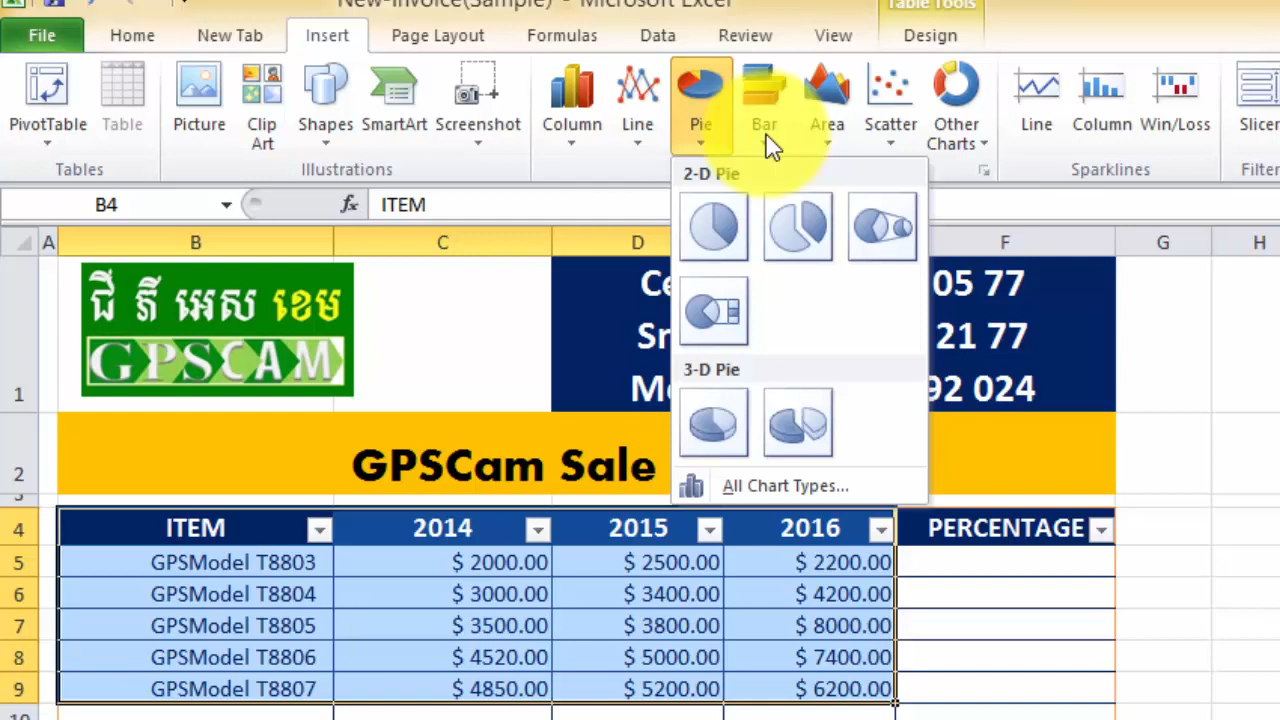 New-Invoice(Sample) - Microsoft Excel
Table Tools
File Home New Tab Insert Page Layout Formulas Data Review View Design
PivotTable Table Picture Clip Art Shapes SmartArt Screenshot Column Line Pie Bar Area Scatter Other Charts Line Column Win/Loss Slicer
Tables Illustrations Sparklines Filter
B4 fx ITEM
2-D Pie
3-D Pie
All Chart Types...
A B C D F G H
ជី ភី អេស ខេម
GPSCAM
05 77
21 77
92 024
1
GPSCam Sale
2
3
4 ITEM 2014 2015 2016 PERCENTAGE
5 GPSModel T8803 $ 2000.00 $ 2500.00 $ 2200.00
6 GPSModel T8804 $ 3000.00 $ 3400.00 $ 4200.00
7 GPSModel T8805 $ 3500.00 $ 3800.00 $ 8000.00
8 GPSModel T8806 $ 4520.00 $ 5000.00 $ 7400.00
9 GPSModel T8807 $ 4850.00 $ 5200.00 $ 6200.00
10